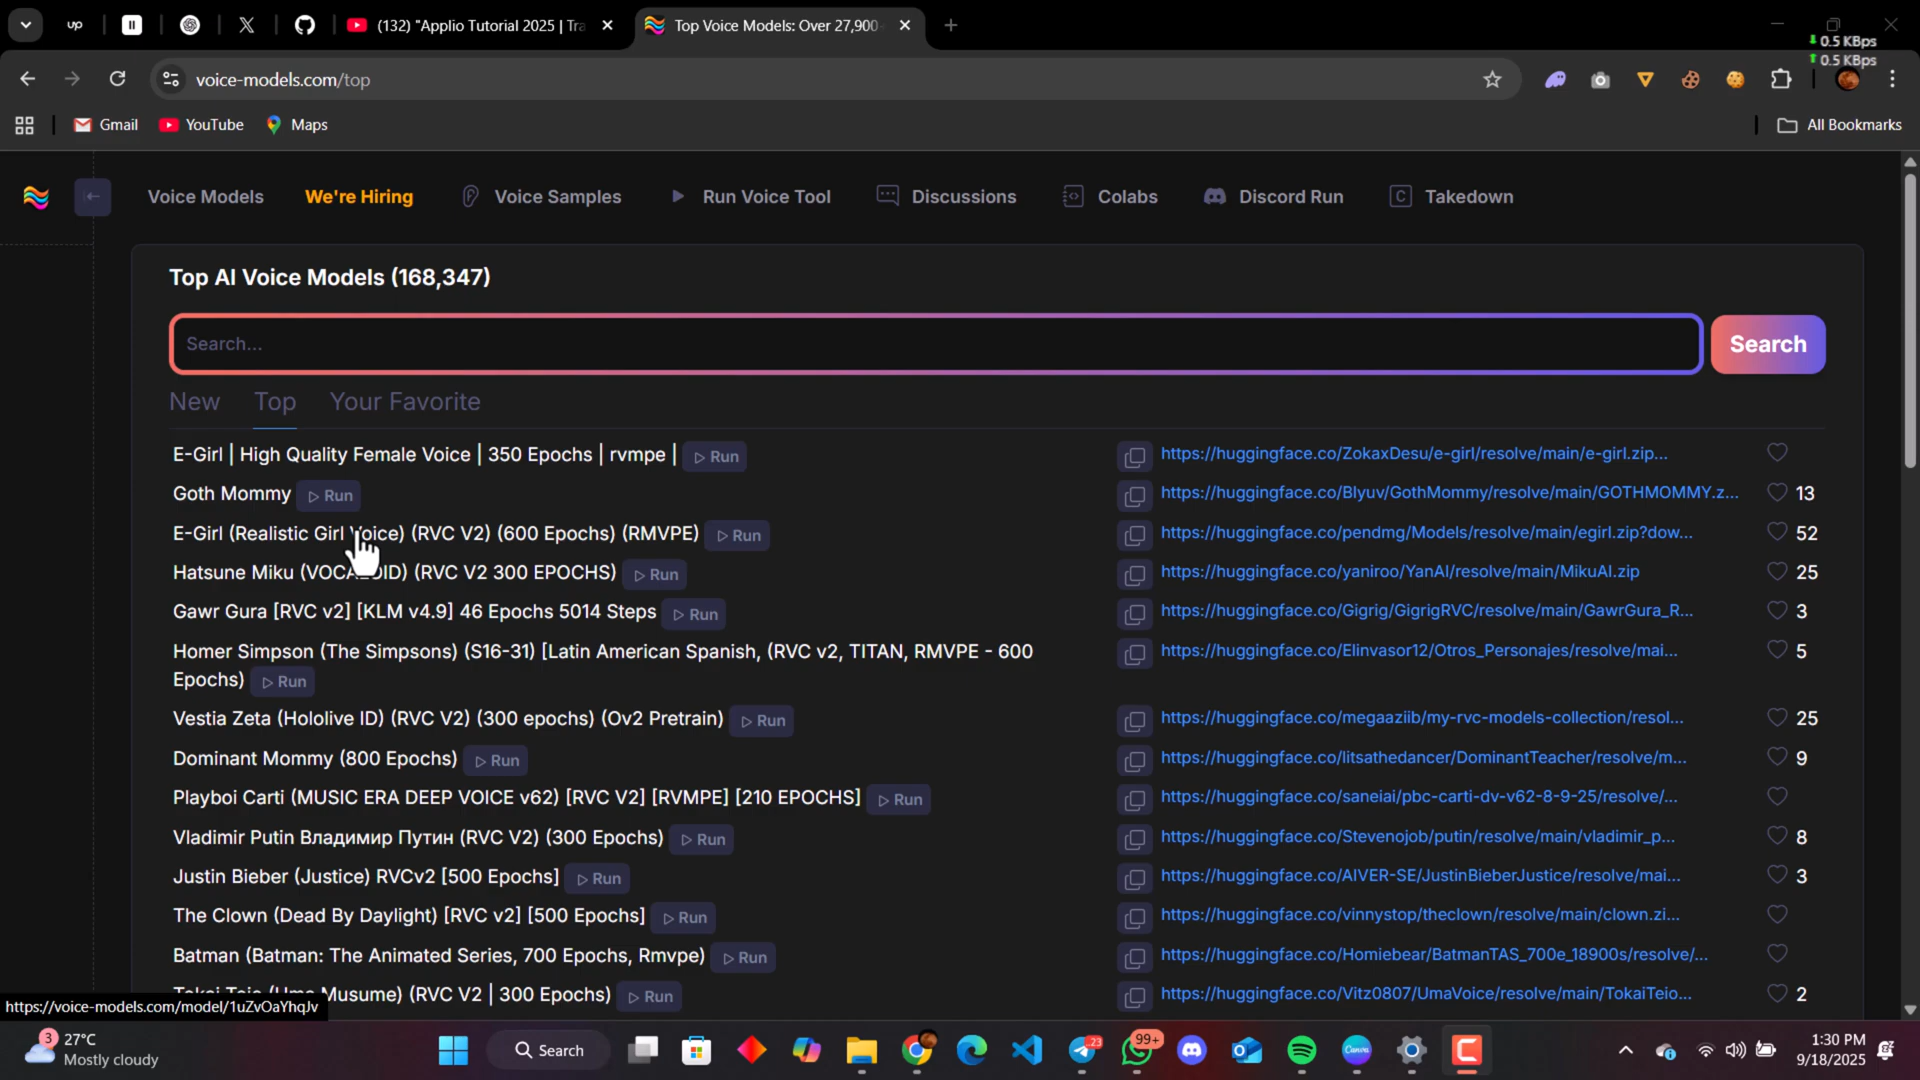 up
(132) "Applio Tutorial 2025 | Tra
Top Voice Models: Over 27,900+
0.5 KBps
0.5 KBps
voice-models.com/top
Gmail
YouTube
Maps
All Bookmarks
Voice Models
We're Hiring
Voice Samples
Run Voice Tool
Discussions
Colabs
Discord Run
Takedown
Top AI Voice Models (168,347)
Search...
Search
New
Top
Your Favorite
E-Girl | High Quality Female Voice | 350 Epochs | rvmpe | Run https://huggingface.co/ZokaxDesu/e-girl/resolve/main/e-girl.zip...
Goth Mommy Run https://huggingface.co/Blyuv/GothMommy/resolve/main/GOTHMOMMY.z... 13
E-Girl (Realistic Girl Voice) (RVC V2) (600 Epochs) (RMVPE) Run https://huggingface.co/pendmg/Models/resolve/main/egirl.zip?dow... 52
Hatsune Miku (VOCALOID) (RVC V2 300 EPOCHS) Run https://huggingface.co/yaniroo/YanAI/resolve/main/MikuAI.zip 25
Gawr Gura [RVC v2] [KLM v4.9] 46 Epochs 5014 Steps Run https://huggingface.co/Gigrig/GigrigRVC/resolve/main/GawrGura_R... 3
Homer Simpson (The Simpsons) (S16-31) [Latin American Spanish, (RVC v2, TITAN, RMVPE - 600 https://huggingface.co/Elinvasor12/Otros_Personajes/resolve/mai... 5
Epochs) Run
Vestia Zeta (Hololive ID) (RVC V2) (300 epochs) (Ov2 Pretrain) Run https://huggingface.co/megaaziib/my-rvc-models-collection/resol... 25
Dominant Mommy (800 Epochs) Run https://huggingface.co/litsathedancer/DominantTeacher/resolve/m... 9
Playboi Carti (MUSIC ERA DEEP VOICE v62) [RVC V2] [RVMPE] [210 EPOCHS] Run https://huggingface.co/saneiai/pbc-carti-dv-v62-8-9-25/resolve/...
Vladimir Putin Владимир Путин (RVC V2) (300 Epochs) Run https://huggingface.co/Stevenojob/putin/resolve/main/vladimir_p... 8
Justin Bieber (Justice) RVCv2 [500 Epochs] Run https://huggingface.co/AIVER-SE/JustinBieberJustice/resolve/mai... 3
The Clown (Dead By Daylight) [RVC v2] [500 Epochs] Run https://huggingface.co/vinnystop/theclown/resolve/main/clown.zi...
Batman (Batman: The Animated Series, 700 Epochs, Rmvpe) Run https://huggingface.co/Homiebear/BatmanTAS_700e_18900s/resolve/...
Tokai Teio (Uma Musume) (RVC V2 | 300 Epochs) Run https://huggingface.co/Vitz0807/UmaVoice/resolve/main/TokaiTeio... 2
https://voice-models.com/model/1uZvOaYhqJv
3
27°C
Mostly cloudy
Search
23
99+
Canva
1:30 PM
9/18/2025